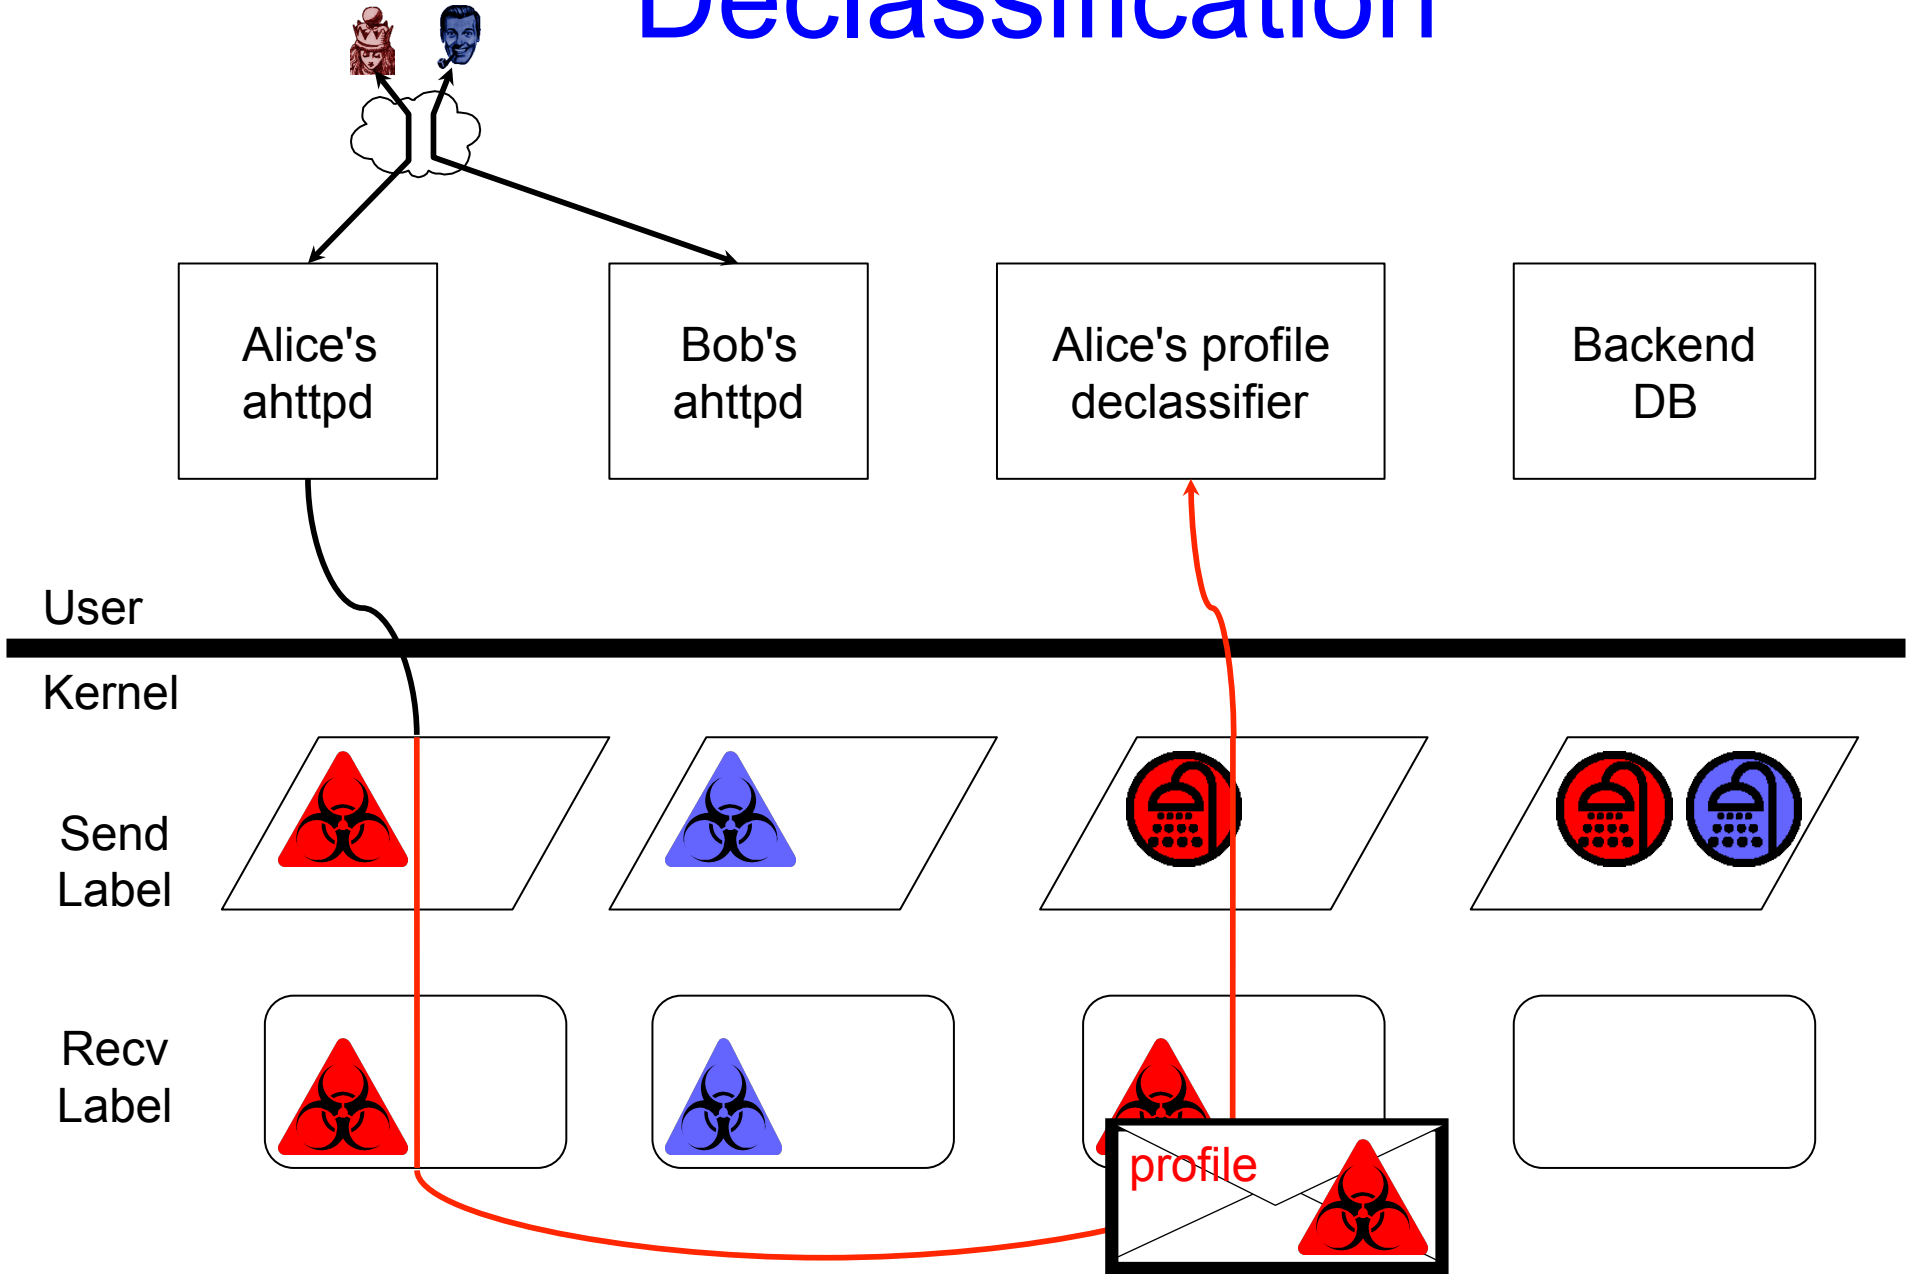 Declassification
Alice's
ahttpd
Bob's
ahttpd
Alice's profile
declassifier
Backend
DB
User
Kernel
Send
Label
Recv
Label
profile